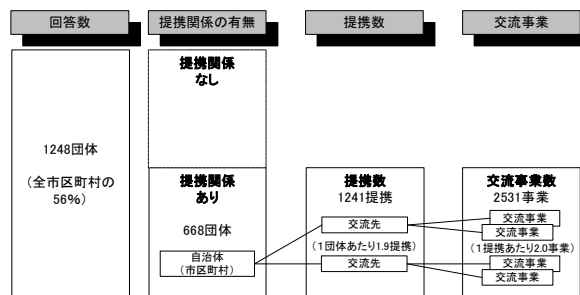 回答数
提携関係の有無
提携数
交流事業
1248団体
(全市区町村の
56%)
提携関係
なし
提携関係
あり
668団体
自治体
(市区町村)
提携数
1241提携
交流先
(1団体あたり1.9提携)
交流先
交流事業数
2531事業
交流事業
交流事業
(1提携あたり2.0事業)
交流事業
交流事業